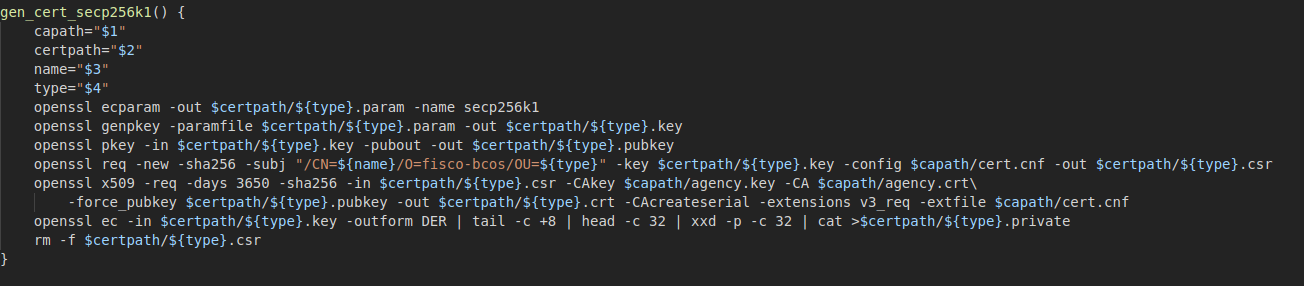 gen_cert_secp256k1() {
    capath="$1"
    certpath="$2"
    name="$3"
    type="$4"
    openssl ecparam -out $certpath/${type}.param -name secp256k1
    openssl genpkey -paramfile $certpath/${type}.param -out $certpath/${type}.key
    openssl pkey -in $certpath/${type}.key -pubout -out $certpath/${type}.pubkey
    openssl req -new -sha256 -subj "/CN=${name}/O=fisco-bcos/OU=${type}" -key $certpath/${type}.key -config $capath/cert.cnf -out $certpath/${type}.csr
    openssl x509 -req -days 3650 -sha256 -in $certpath/${type}.csr -CAkey $capath/agency.key -CA $capath/agency.crt\
        -force_pubkey $certpath/${type}.pubkey -out $certpath/${type}.crt -CAcreateserial -extensions v3_req -extfile $capath/cert.cnf
    openssl ec -in $certpath/${type}.key -outform DER | tail -c +8 | head -c 32 | xxd -p -c 32 | cat >$certpath/${type}.private
    rm -f $certpath/${type}.csr
}